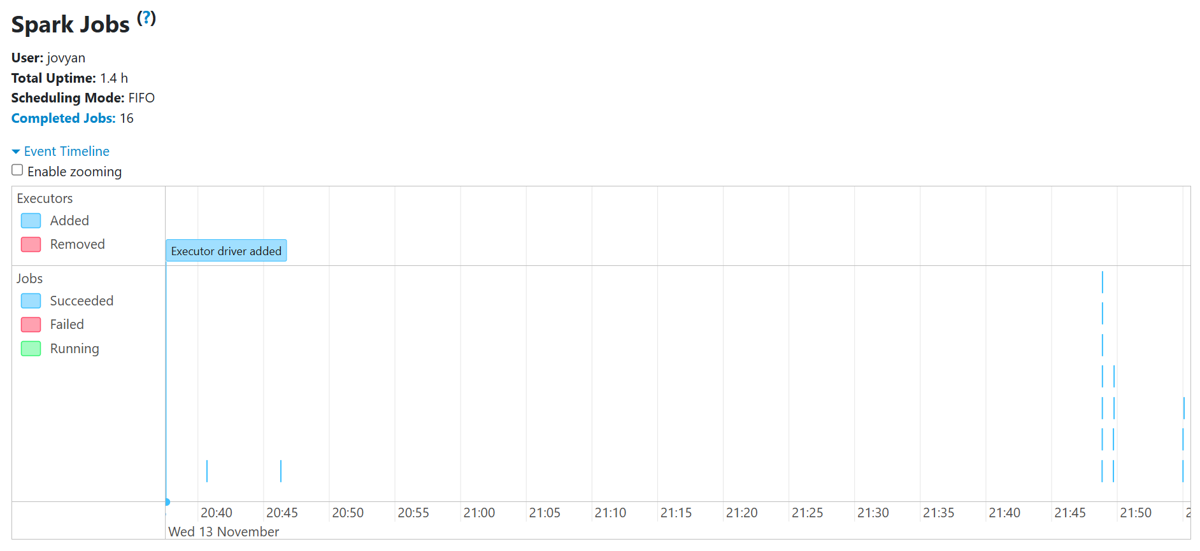 Spark Jobs (?)
User: jovyan
Total Uptime: 1.4 h
Scheduling Mode: FIFO
Completed Jobs: 16
Event Timeline
Enable zooming
Executors
Added
Removed
Executor driver added
Jobs
Succeeded
Failed
Running
20:40 20:45 20:50 20:55 21:00 21:05 21:10 21:15 21:20 21:25 21:30 21:35 21:40 21:45 21:50
Wed 13 November